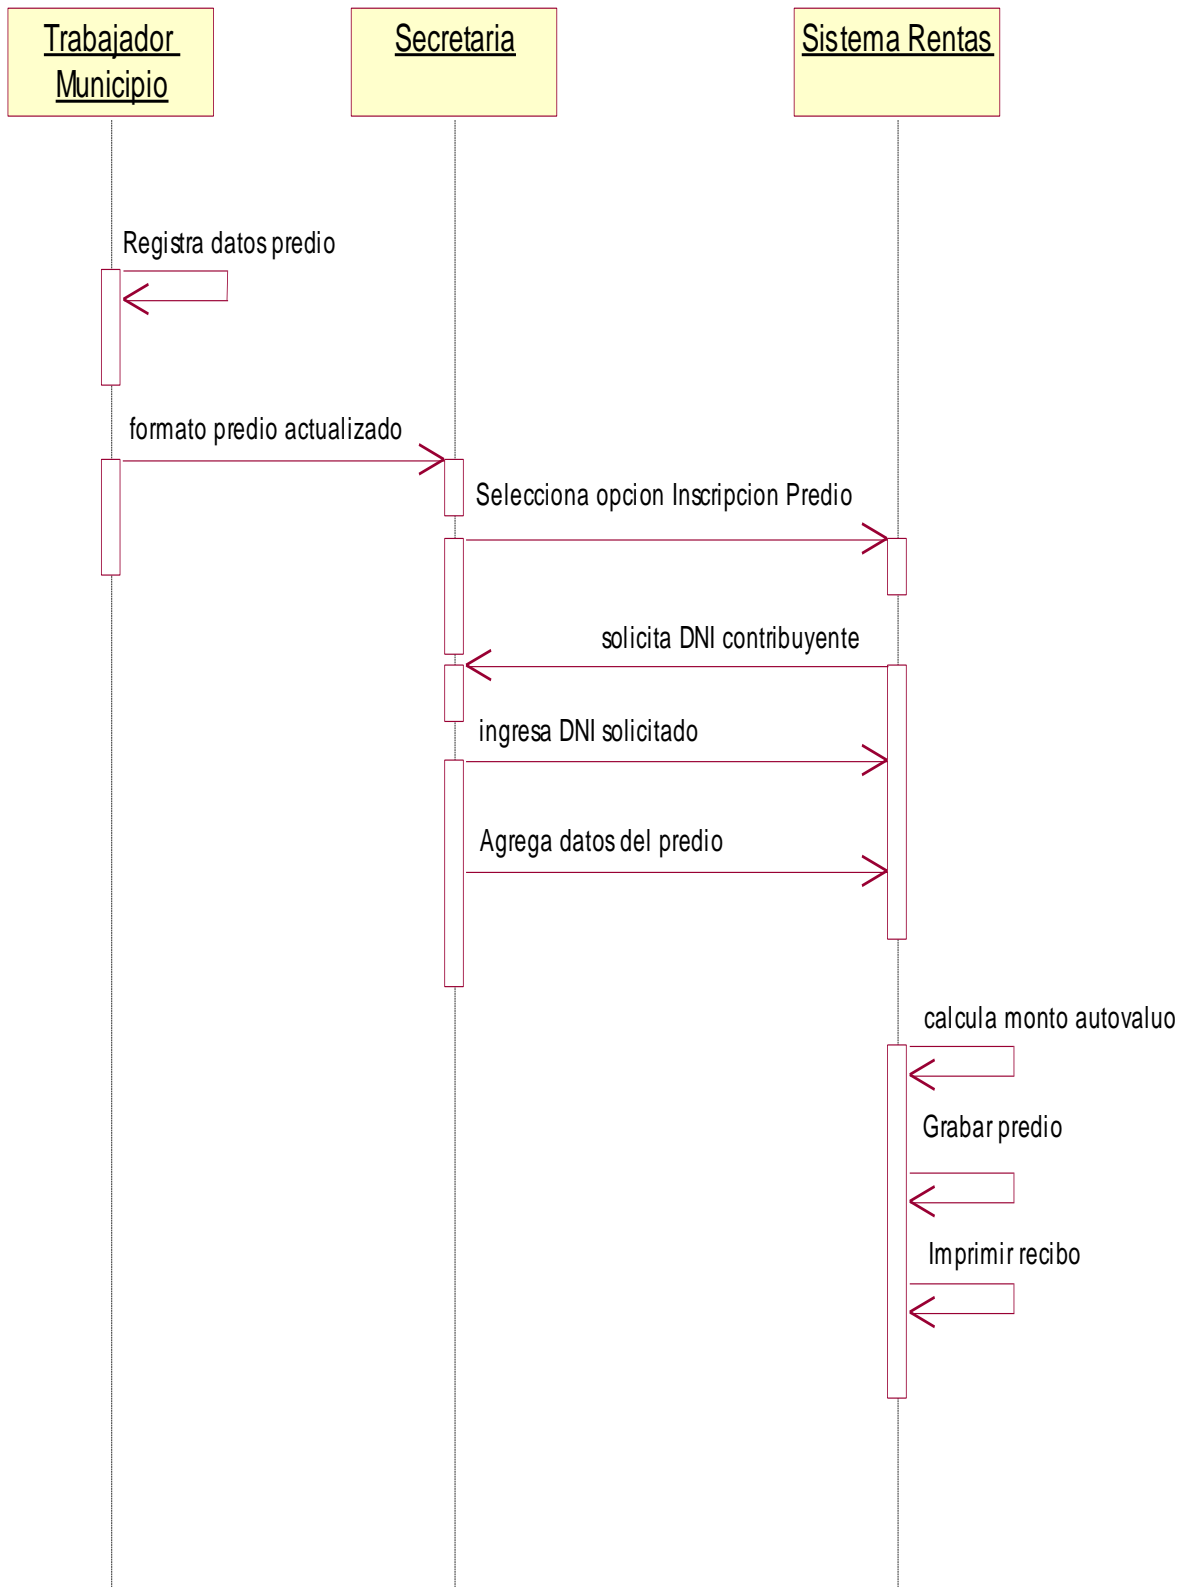 Trabajador
Municipio
Secretaria
Sistema Rentas
Registra datos predio
formato predio actualizado
Selecciona opcion Inscripcion Predio
solicita DNI contribuyente
ingresa DNI solicitado
Agrega datos del predio
calcula monto autovaluo
Grabar predio
Imprimir recibo